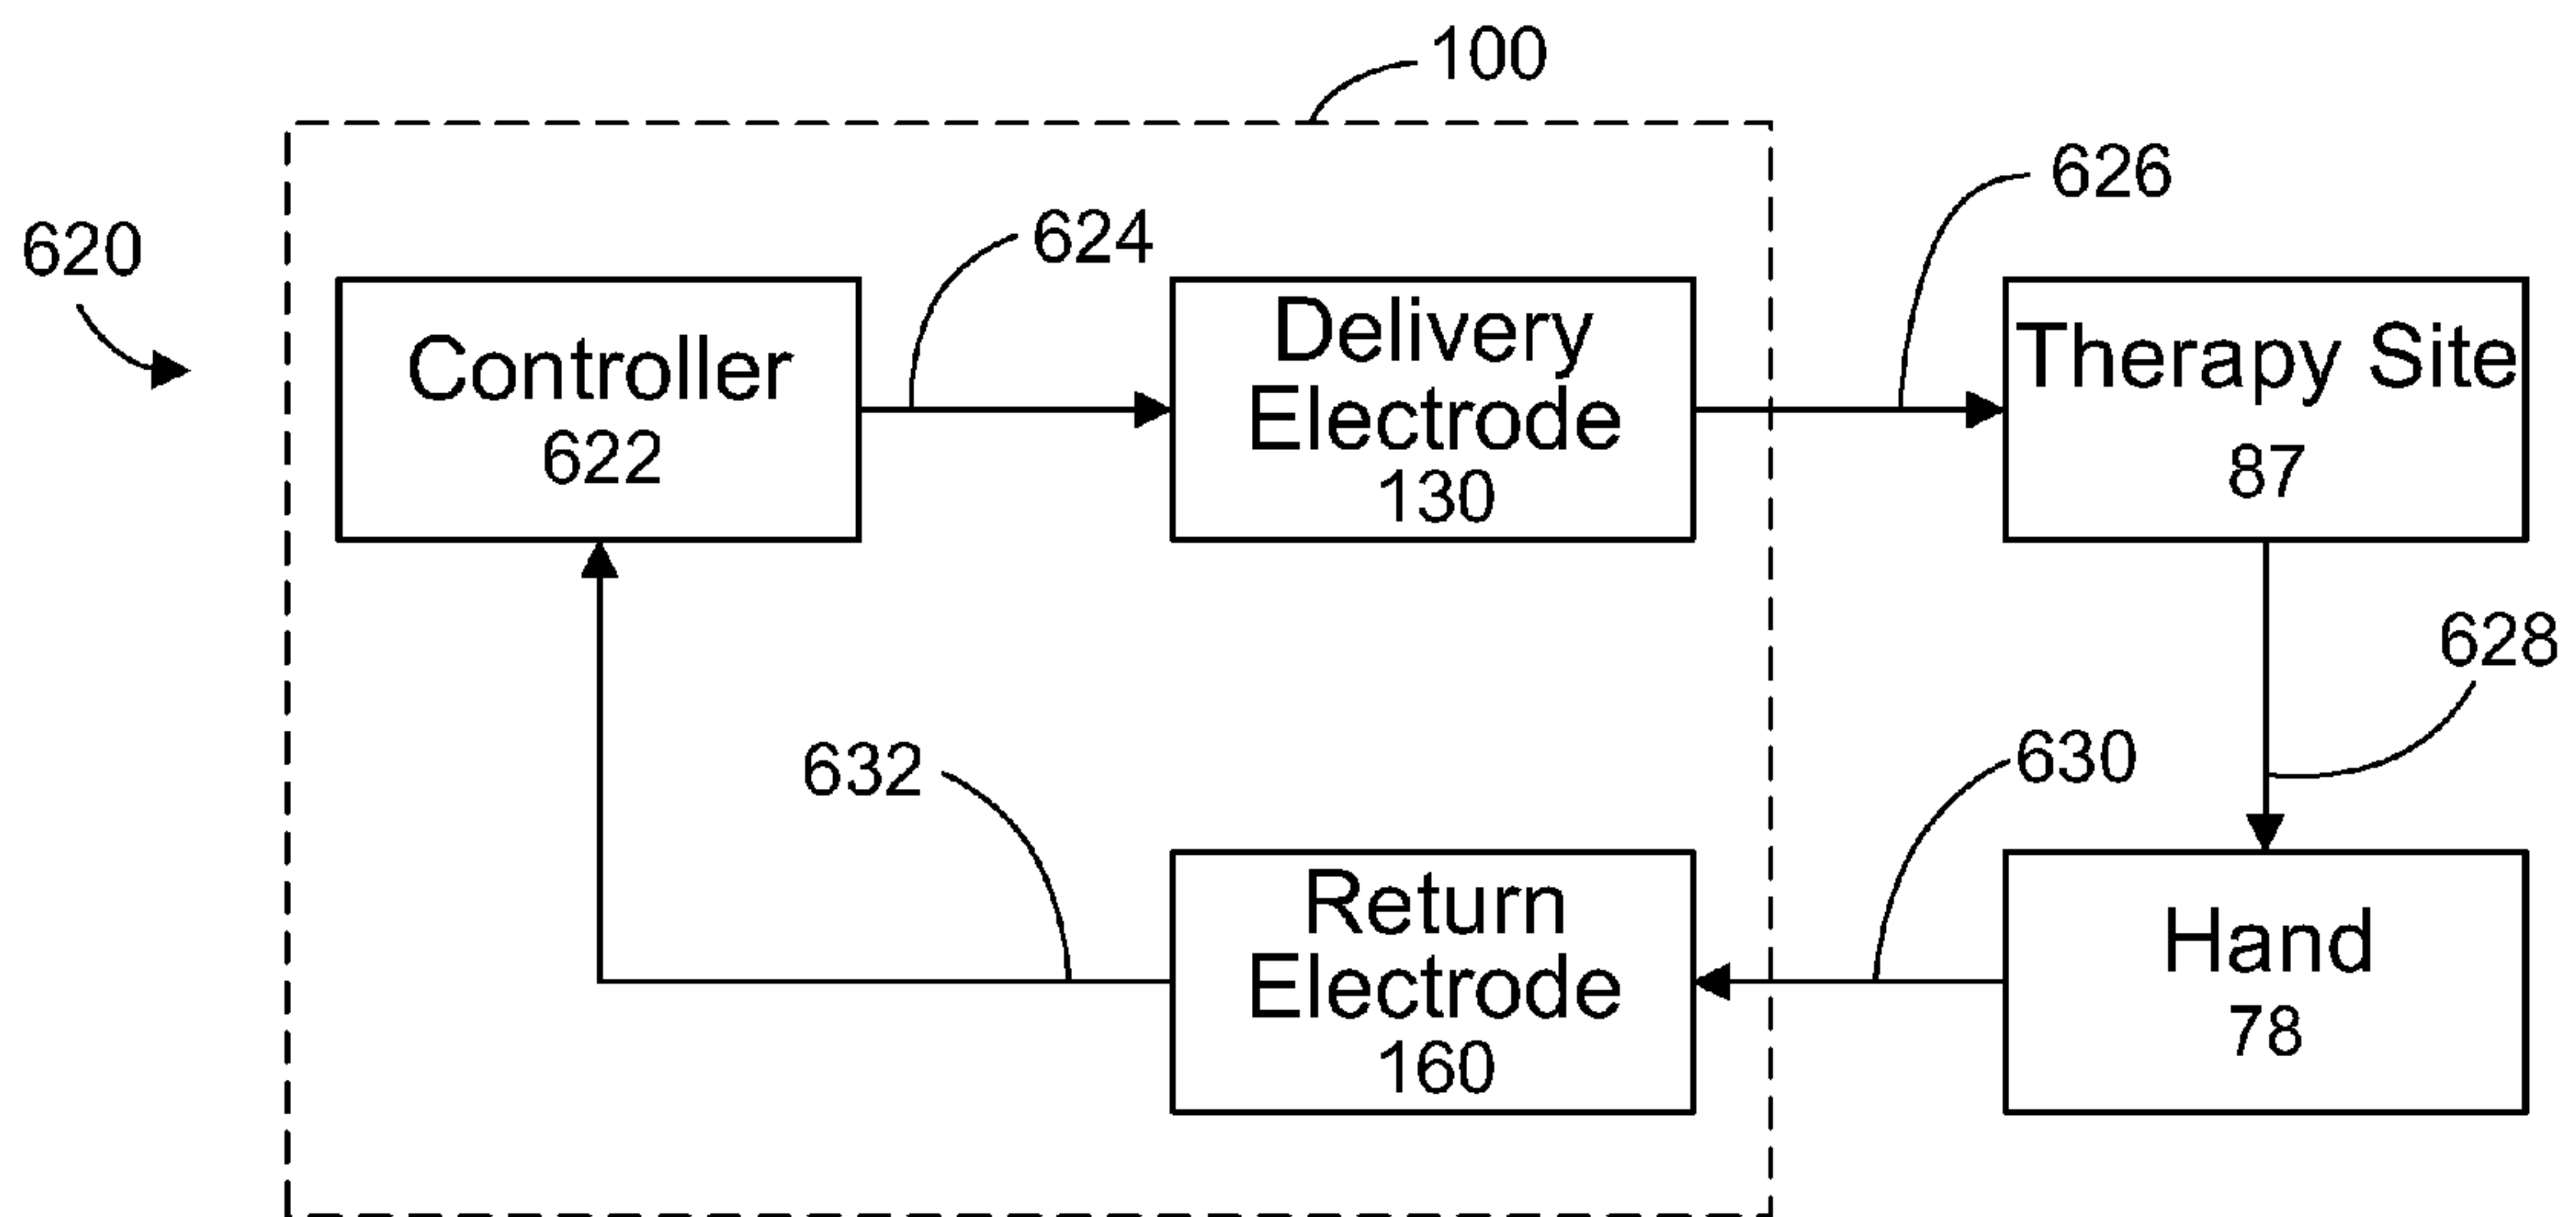 100
626
620
624
Controller
622
Delivery
Electrode
130
Therapy Site
87
628
632
630
Return
Electrode
160
Hand
78